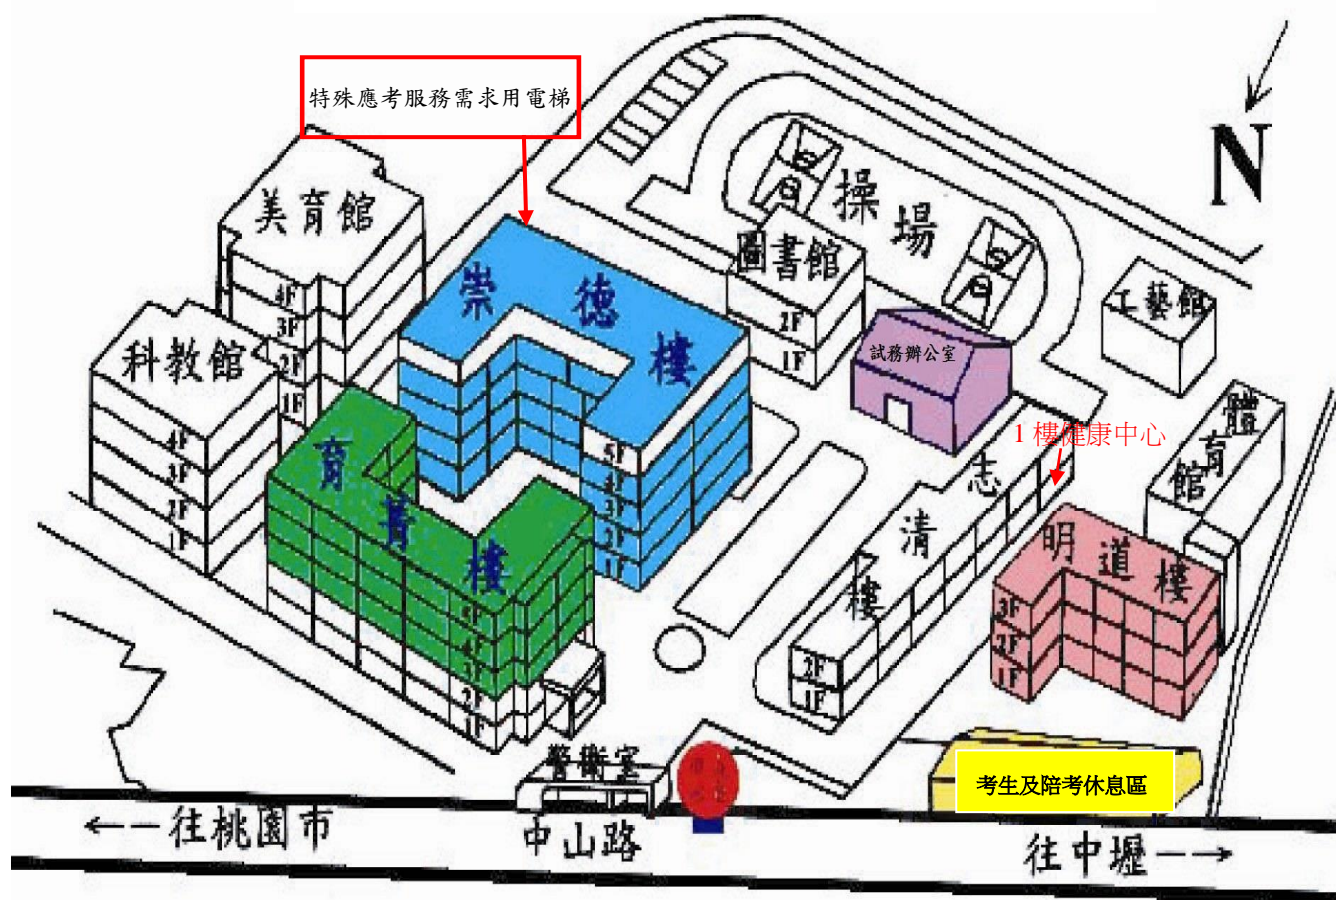 特殊應考服務需求用電梯
N
美育館
4F
3F
2F
1F
科教館
4F
3F
2F
1F
崇德樓
5F
4F
3F
2F
1F
育菁樓
5F
4F
3F
2F
1F
操場
圖書館
2F
1F
試務辦公室
工藝館
體育館
1 樓健康中心
志清樓
2F
1F
明道樓
3F
2F
1F
警衛室
考生及陪考休息區
←--往桃園市
中山路
往中壢--→